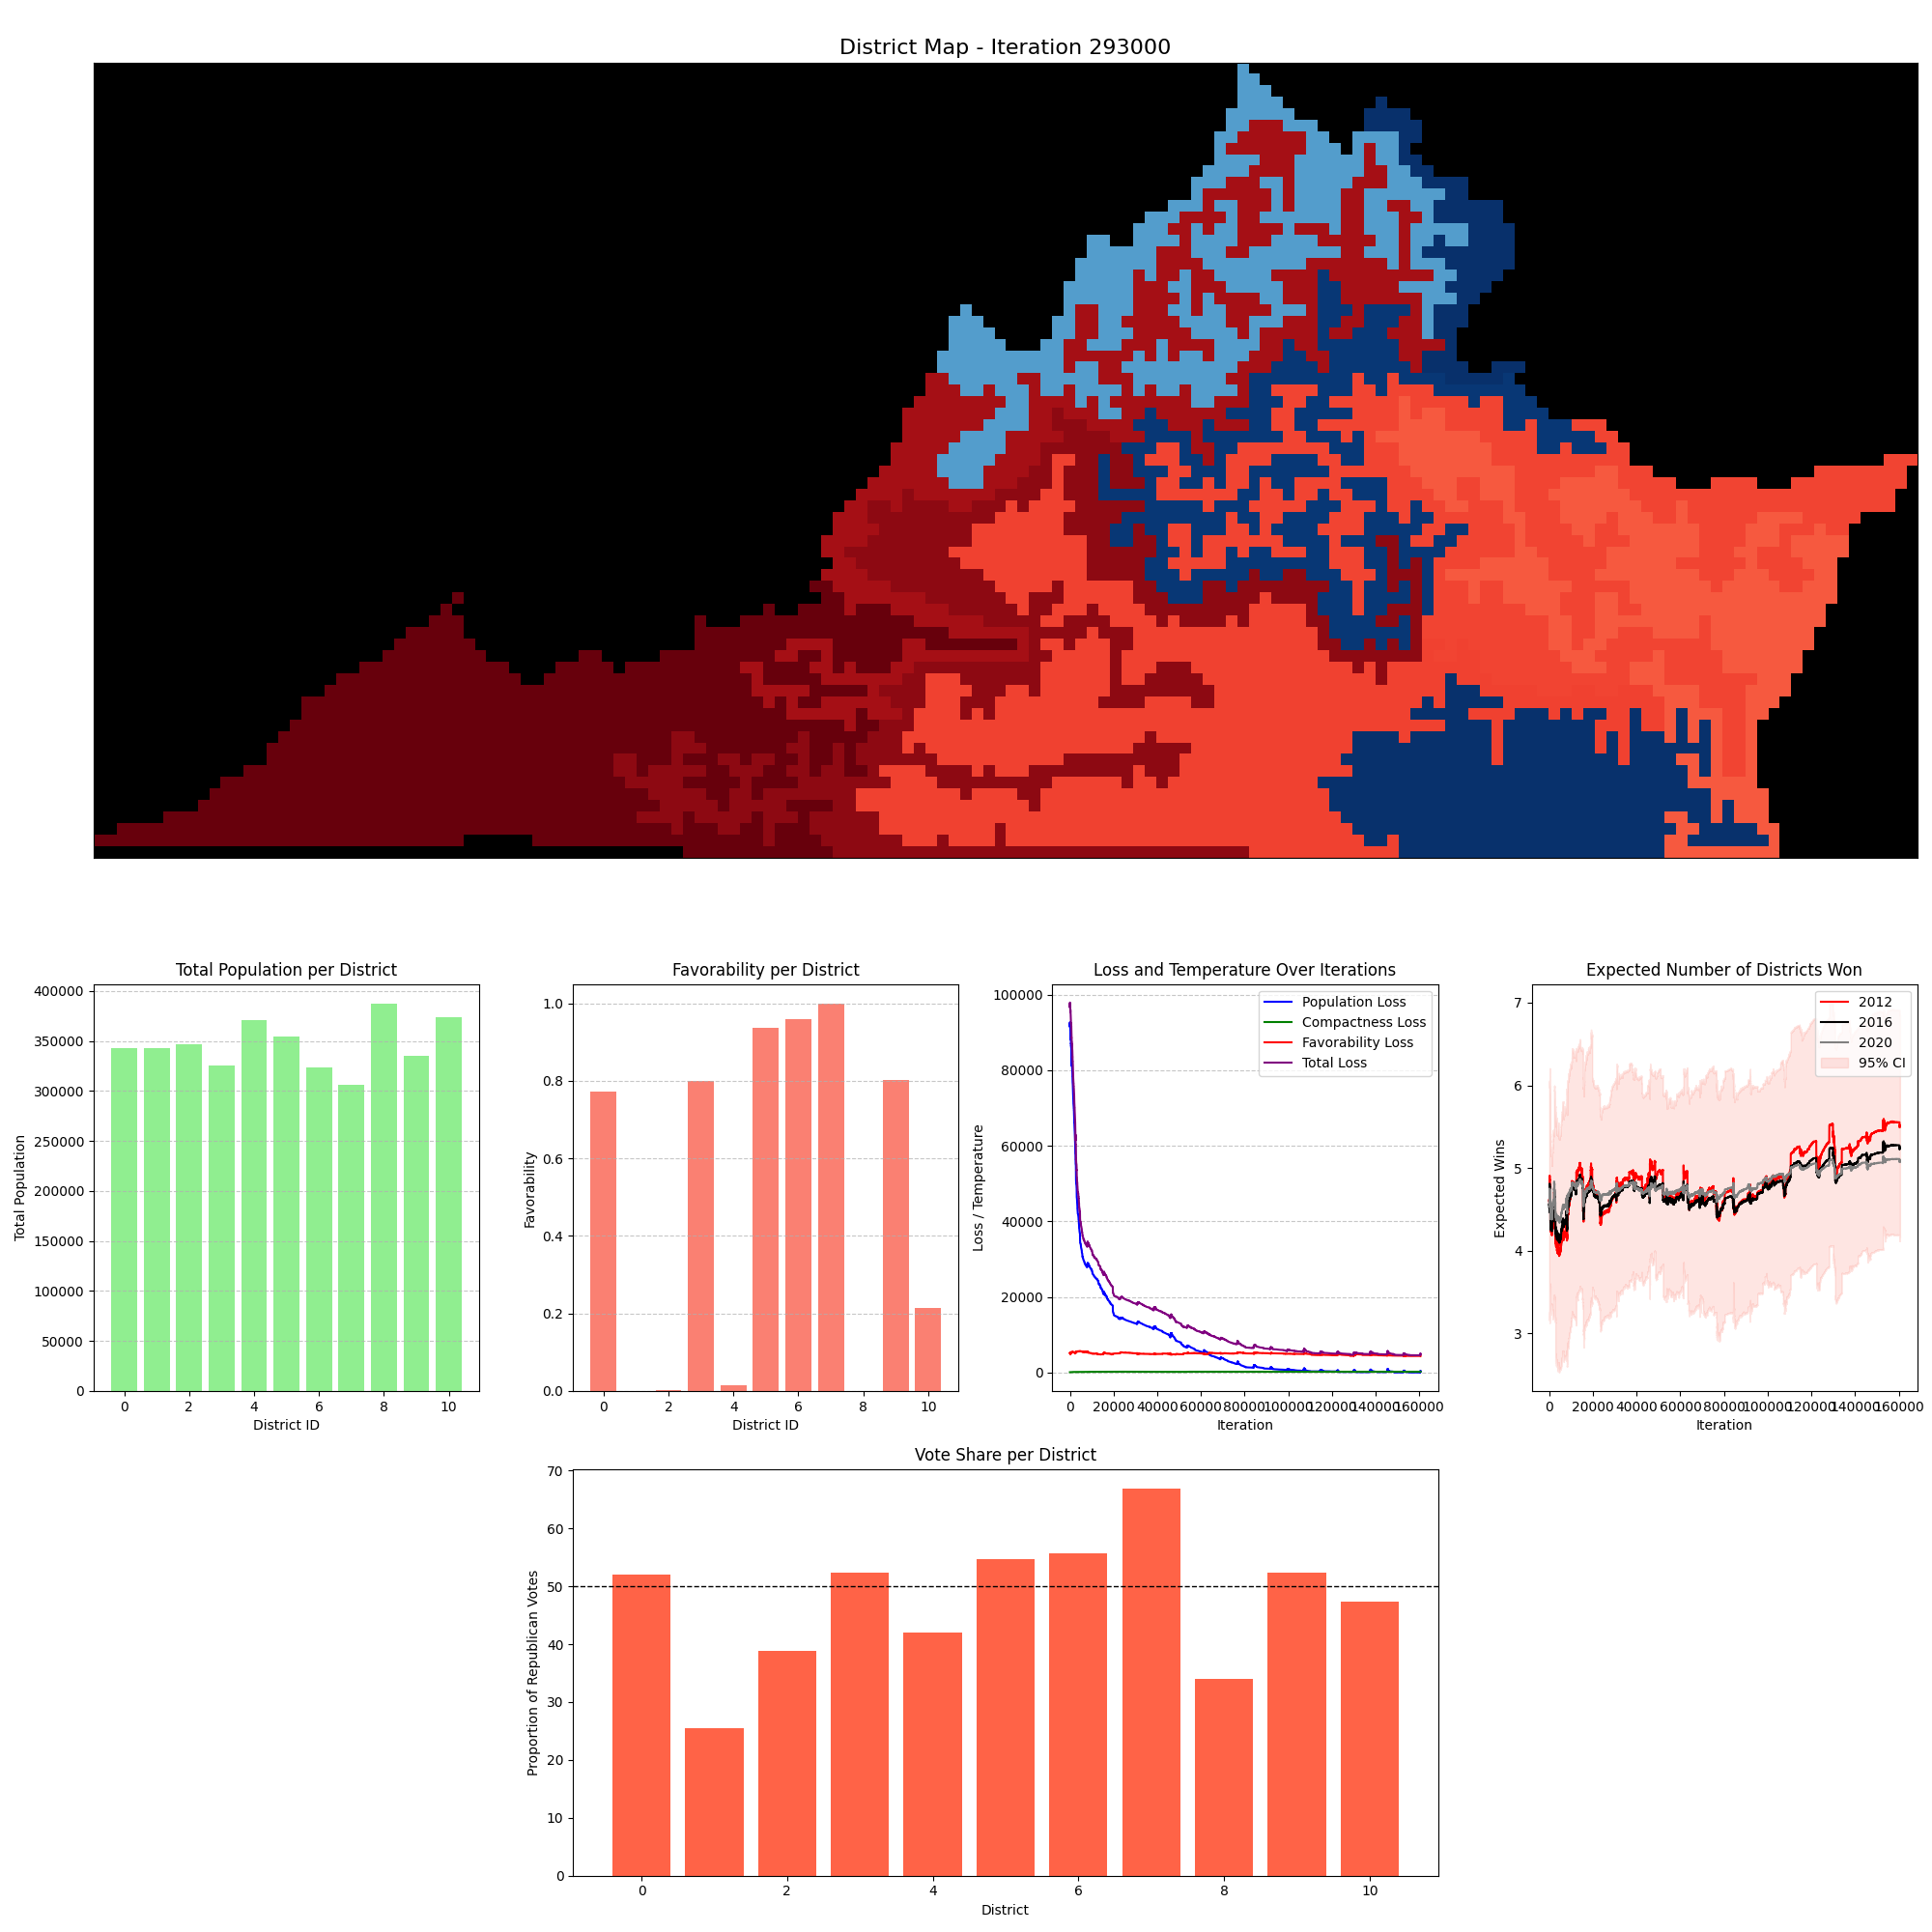 District Map - Iteration 293000
Total Population per District
400000
350000
300000
250000
200000
150000
100000
50000
0
Total Population
0 2 4 6 8 10
District ID
Favorability per District
1.0
0.8
0.6
0.4
0.2
0.0
Favorability
0 2 4 6 8 10
District ID
Loss and Temperature Over Iterations
100000
80000
60000
40000
20000
0
Loss / Temperature
Population Loss
Compactness Loss
Favorability Loss
Total Loss
0 20000 40000 60000 80000 100000 120000 140000 160000
Iteration
Expected Number of Districts Won
7
6
5
4
3
Expected Wins
2012
2016
2020
95% CI
0 20000 40000 60000 80000 100000 120000 140000 160000
Iteration
Vote Share per District
70
60
50
40
30
20
10
0
Proportion of Republican Votes
0 2 4 6 8 10
District